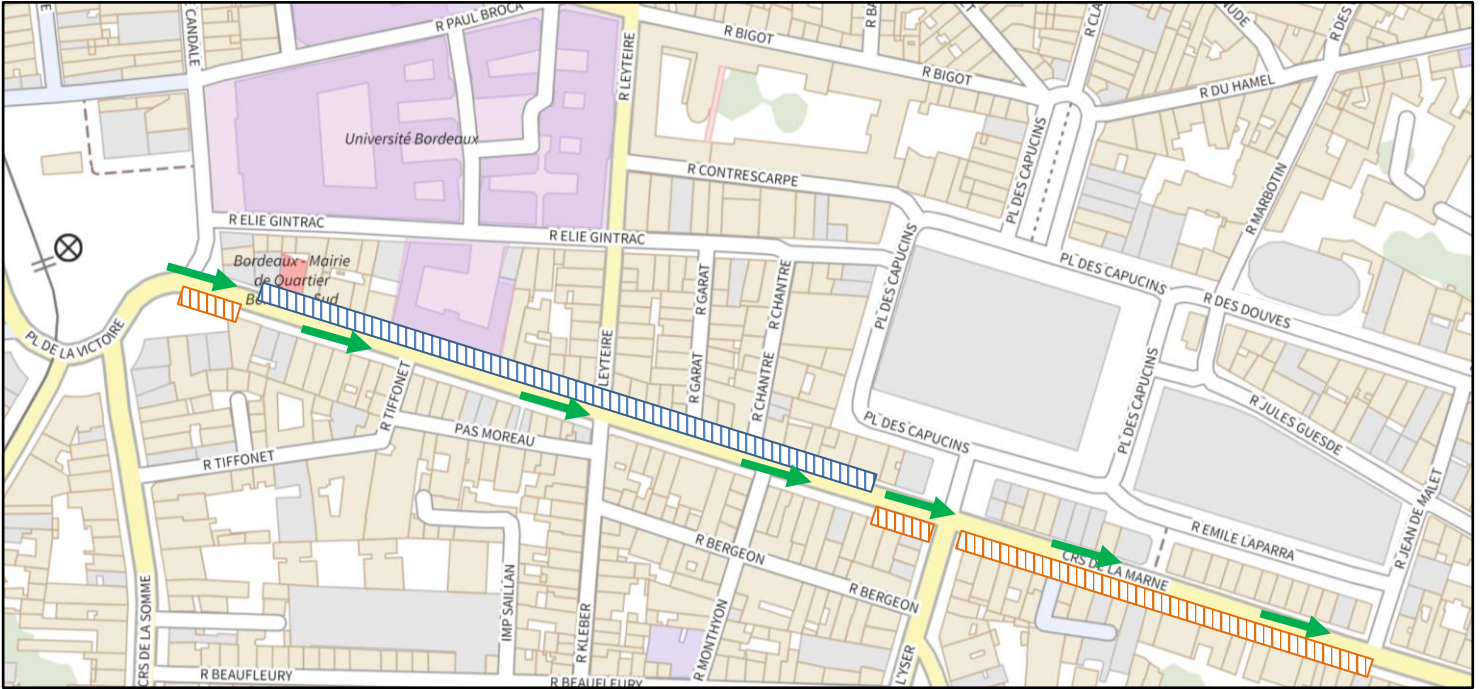 R PAUL BROCA
CANDALE
R BIGOT
R BIGOT
R LEYTEIRE
R DU HAMEL
R DES
Université Bordeaux
R CONTRESCARPE
PL DES CAPUCINS
R MARBOTIN
R ELIE GINTRAC
R ELIE GINTRAC
Bordeaux - Mairie
de Quartier
Sud
R GARAT
R CHANTRE
PL DES CAPUCINS
PL DES CAPUCINS
R DES DOUVES
PL DE LA VICTOIRE
LEYTEIRE
R GARAT
R CHANTRE
PL DES CAPUCINS
R TIFFONET
R JULES GUESDE
PL DES CAPUCINS
PAS MOREAU
R TIFFONET
R JEAN DE MALET
R EMILE LAPARRA
R BERGEON
CRS DE LA MARNE
R BERGEON
CRS DE LA SOMME
IMP SAILLAN
R KLEBER
R MONTHYON
L'YSER
R BEAUFLEURY
R BEAUFLEURY